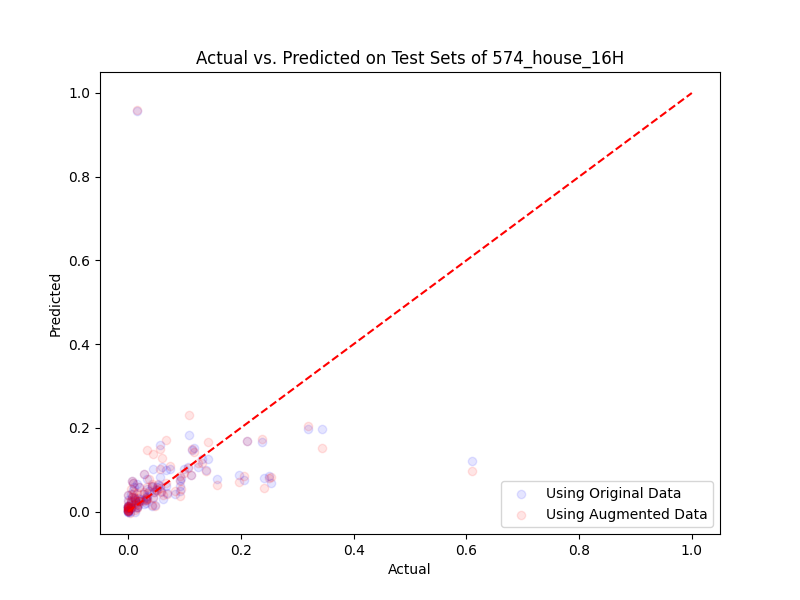 Actual vs. Predicted on Test Sets of 574_house_16H
1.0
0.8
0.6
0.4
0.2
0.0
Predicted
0.0 0.2 0.4 0.6 0.8 1.0
Actual
Using Original Data
Using Augmented Data